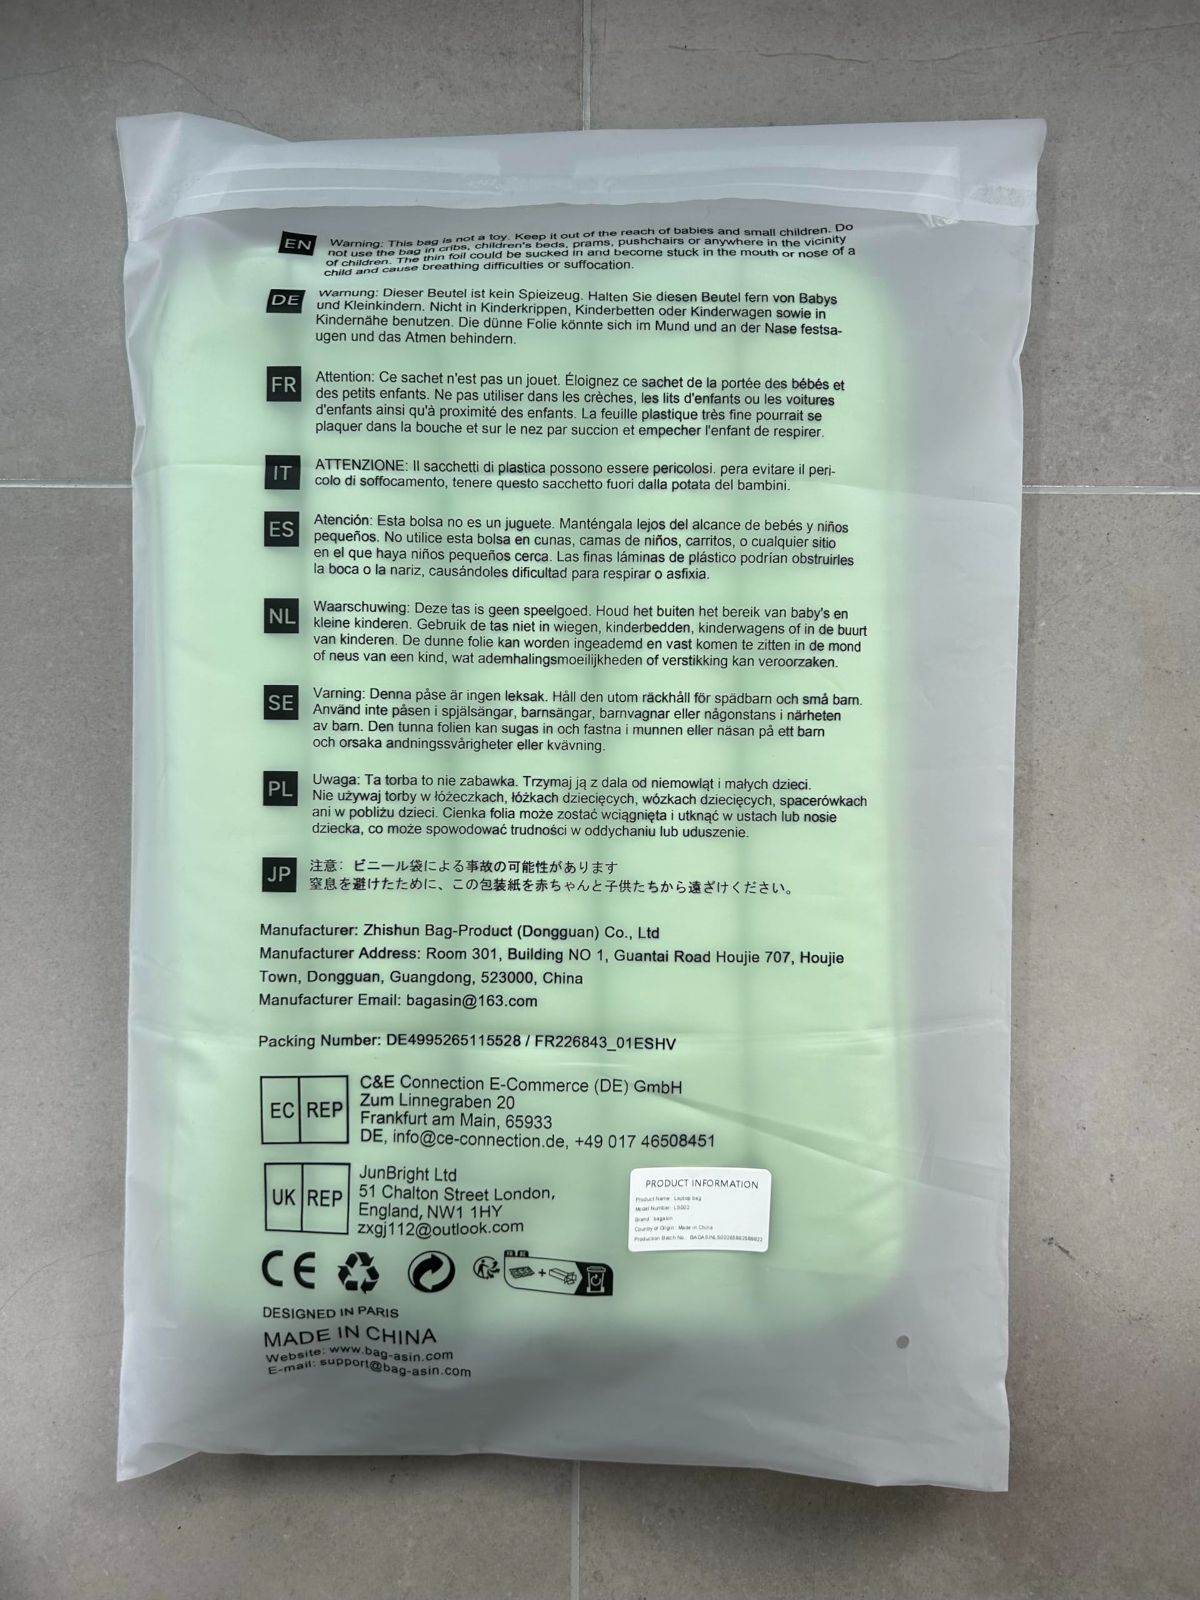 EN
Warning: This bag is not a toy. Keep it out of the reach of babies and small children. Do
not use the bag in cribs, children's beds, prams, pushchairs or anywhere in the vicinity
of children. The thin foil could be sucked in and become stuck in the mouth or nose of a
child and cause breathing difficulties or suffocation.
DE
Warnung: Dieser Beutel ist kein Spieizeug. Halten Sie diesen Beutel fern von Babys
und Kleinkindern. Nicht in Kinderkrippen, Kinderbetten oder Kinderwagen sowie in
Kindernähe benutzen. Die dünne Folie könnte sich im Mund und an der Nase festsa-
ugen und das Atmen behindern.
FR
Attention: Ce sachet n'est pas un jouet. Éloignez ce sachet de la portée des bébés et
des petits enfants. Ne pas utiliser dans les crèches, les lits d'enfants ou les voitures
d'enfants ainsi qu'à proximité des enfants. La feuille plastique très fine pourrait se
plaquer dans la bouche et sur le nez par succion et empecher l'enfant de respirer.
IT
ATTENZIONE: Il sacchetti di plastica possono essere pericolosi. pera evitare il peri-
colo di soffocamento, tenere questo sacchetto fuori dalla potata del bambini.
ES
Atención: Esta bolsa no es un juguete. Manténgala lejos del alcance de bebés y niños
pequeños. No utilice esta bolsa en cunas, camas de niños, carritos, o cualquier sitio
en el que haya niños pequeños cerca. Las finas láminas de plástico podrían obstruirles
la boca o la nariz, causándoles dificultad para respirar o asfixia.
NL
Waarschuwing: Deze tas is geen speelgoed. Houd het buiten het bereik van baby's en
kleine kinderen. Gebruik de tas niet in wiegen, kinderbedden, kinderwagens of in de buurt
van kinderen. De dunne folie kan worden ingeademd en vast komen te zitten in de mond
of neus van een kind, wat ademhalingsmoeilijkheden of verstikking kan veroorzaken.
SE
Varning: Denna påse är ingen leksak. Håll den utom räckhåll för spädbarn och små barn.
Använd inte påsen i spjälsängar, barnsängar, barnvagnar eller någonstans i närheten
av barn. Den tunna folien kan sugas in och fastna i munnen eller näsan på ett barn
och orsaka andningssvårigheter eller kvävning.
PL
Uwaga: Ta torba to nie zabawka. Trzymaj ją z dala od niemowląt i małych dzieci.
Nie używaj torby w łóżeczkach, łóżkach dziecięcych, wózkach dziecięcych, spacerówkach
ani w pobliżu dzieci. Cienka folia może zostać wciągnięta i utknąć w ustach lub nosie
dziecka, co może spowodować trudności w oddychaniu lub uduszenie.
JP
注意: ビニール袋による事故の可能性があります
窒息を避けたために、この包装紙を赤ちゃんと子供たちから遠ざけください。
Manufacturer: Zhishun Bag-Product (Dongguan) Co., Ltd
Manufacturer Address: Room 301, Building NO 1, Guantai Road Houjie 707, Houjie
Town, Dongguan, Guangdong, 523000, China
Manufacturer Email: bagasin@163.com
Packing Number: DE4995265115528 / FR226843_01ESHV
EC REP
C&E Connection E-Commerce (DE) GmbH
Zum Linnegraben 20
Frankfurt am Main, 65933
DE, info@ce-connection.de, +49 017 46508451
UK REP
JunBright Ltd
51 Chalton Street London,
England, NW1 1HY
zxgj112@outlook.com
PRODUCT INFORMATION
Product Name: Laptop bag
Model Number: LS002
Brand: bagasin
Country of Origin: Made in China
Production Batch No.:
CE
DESIGNED IN PARIS
MADE IN CHINA
Website: www.bag-asin.com
E-mail: support@bag-asin.com